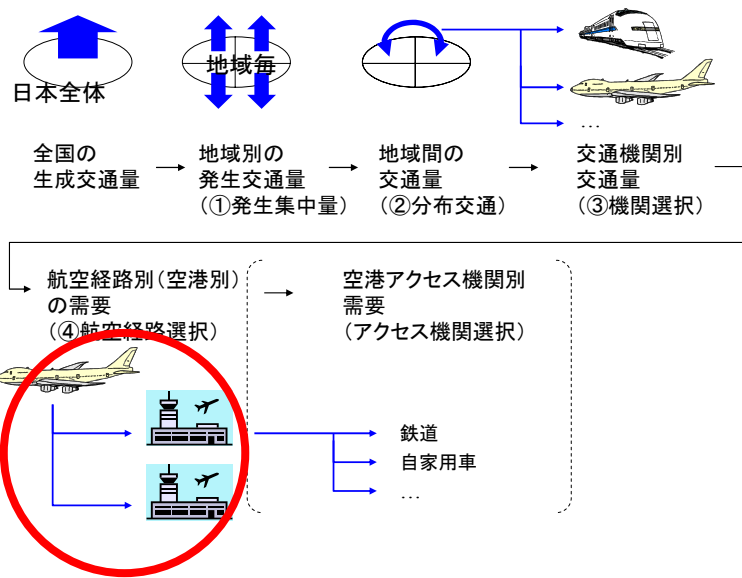 日本全体
地域毎
…
全国の
生成交通量
地域別の
発生交通量
(①発生集中量)
地域間の
交通量
(②分布交通)
交通機関別
交通量
(③機関選択)
航空経路別(空港別)
の需要
(④航空経路選択)
空港アクセス機関別
需要
(アクセス機関選択)
鉄道
自家用車
…